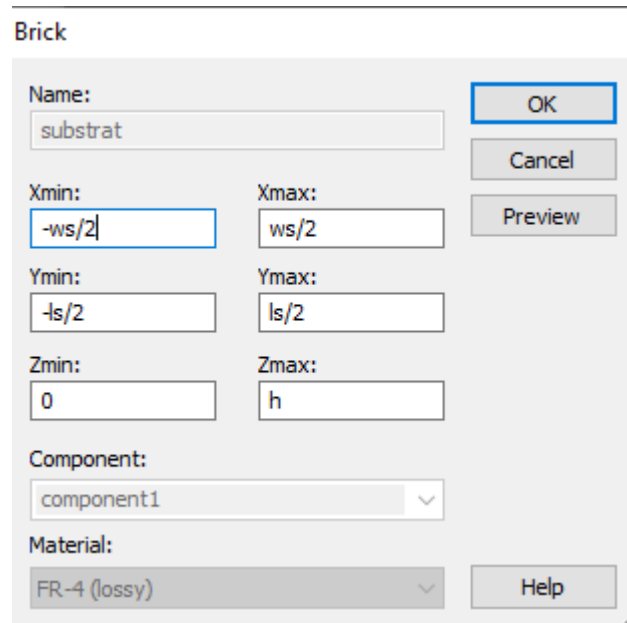 Brick
Name:
substrat
OK
Cancel
Xmin:
Xmax:
Preview
-ws/2
ws/2
Ymin:
Ymax:
-ls/2
ls/2
Zmin:
Zmax:
0
h
Component:
component1
Material:
FR-4 (lossy)
Help